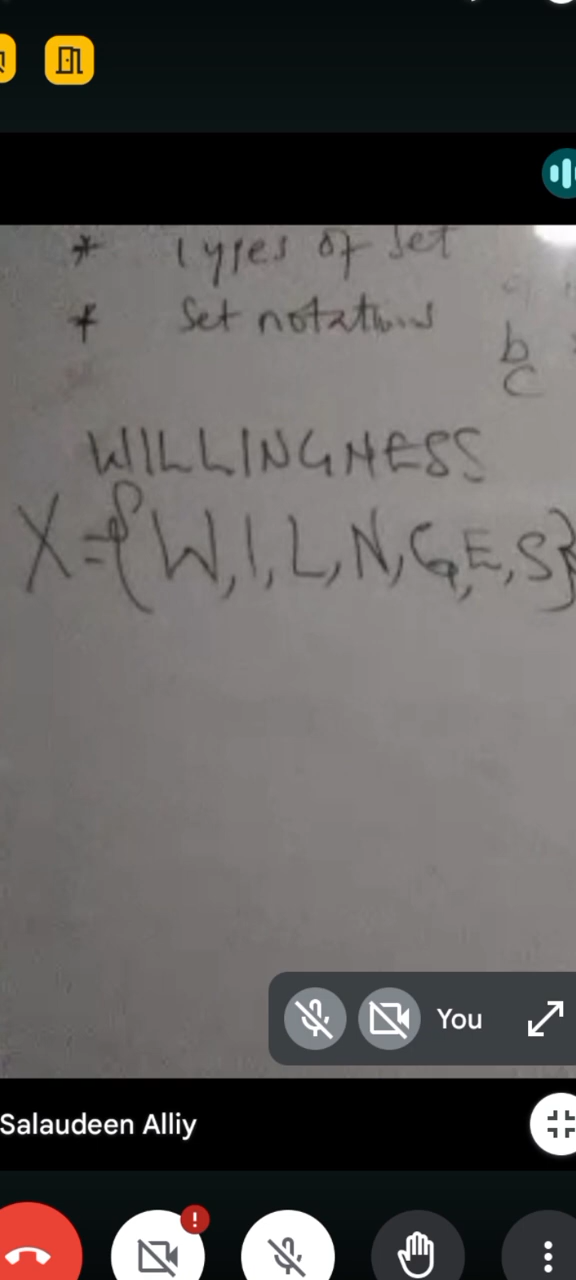 * Types of Set
* Set notations
b
c
WILLINGNESS
X={W,I,L,N,G,E,S}
You
Salaudeen Alliy
!